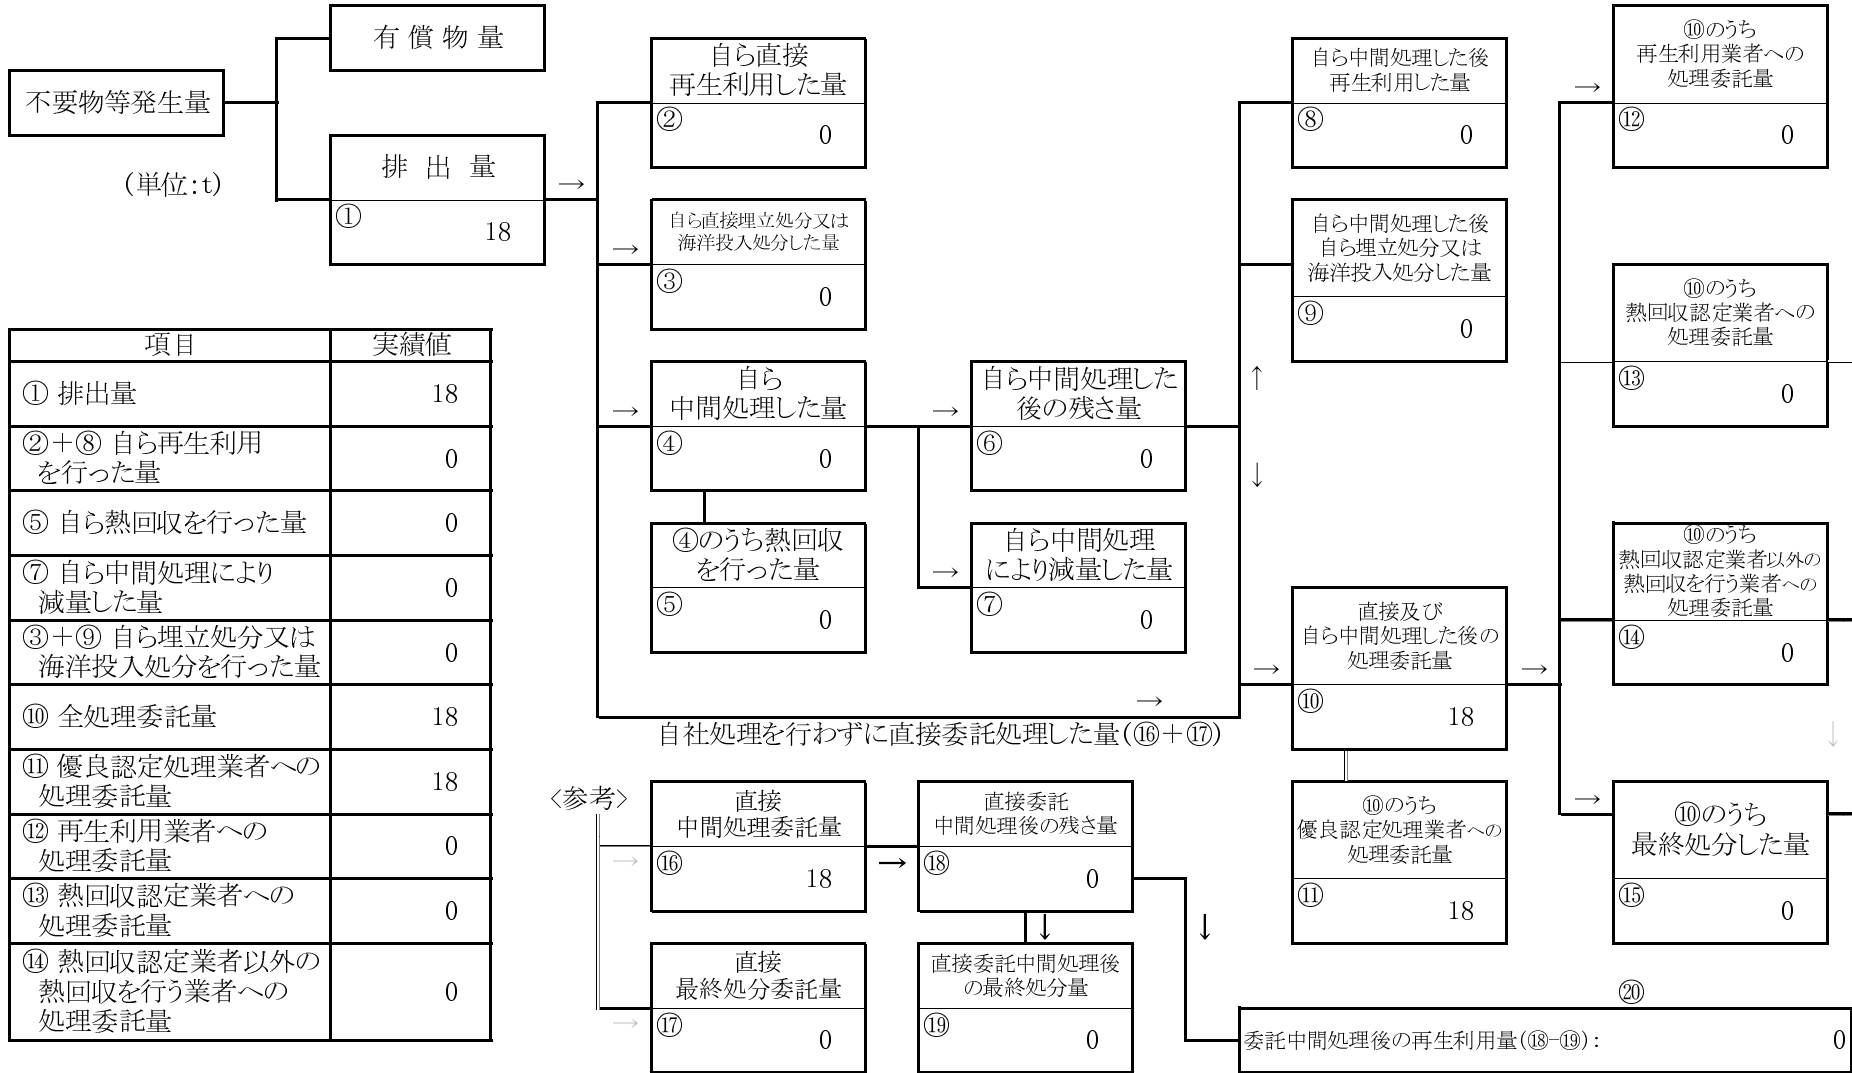 有 償 物 量
不要物等発生量
(単位:t)
排 出 量
→
①
18
自ら直接
再生利用した量
②
0
→
自ら直接埋立処分又は
海洋投入処分した量
③
0
→
自ら
中間処理した量
④
0
④のうち熱回収
を行った量
⑤
0
→
自ら中間処理した
後の残さ量
⑥
0
→
自ら中間処理
により減量した量
⑦
0
↑
↓
自ら中間処理した後
再生利用した量
⑧
0
自ら中間処理した後
自ら埋立処分又は
海洋投入処分した量
⑨
0
→
自社処理を行わずに直接委託処理した量(⑯+⑰)
→
直接及び
自ら中間処理した後の
処理委託量
⑩
18
⑩のうち
優良認定処理業者への
処理委託量
⑪
18
→
→
⑩のうち
再生利用業者への
処理委託量
⑫
0
⑩のうち
熱回収認定業者への
処理委託量
⑬
0
⑩のうち
熱回収認定業者以外の
熱回収を行う業者への
処理委託量
⑭
0
↓
→
⑩のうち
最終処分した量
⑮
0
項目 実績値
① 排出量 18
②+⑧ 自ら再生利用
を行った量 0
⑤ 自ら熱回収を行った量 0
⑦ 自ら中間処理により
減量した量 0
③+⑨ 自ら埋立処分又は
海洋投入処分を行った量 0
⑩ 全処理委託量 18
⑪ 優良認定処理業者への
処理委託量 18
⑫ 再生利用業者への
処理委託量 0
⑬ 熱回収認定業者への
処理委託量 0
⑭ 熱回収認定業者以外の
熱回収を行う業者への
処理委託量 0
<参考>
→
直接
中間処理委託量
⑯
18
→
直接委託
中間処理後の残さ量
⑱
0
↓
↓
→
直接
最終処分委託量
⑰
0
直接委託中間処理後
の最終処分量
⑲
0
⑳
委託中間処理後の再生利用量(⑱-⑲): 0